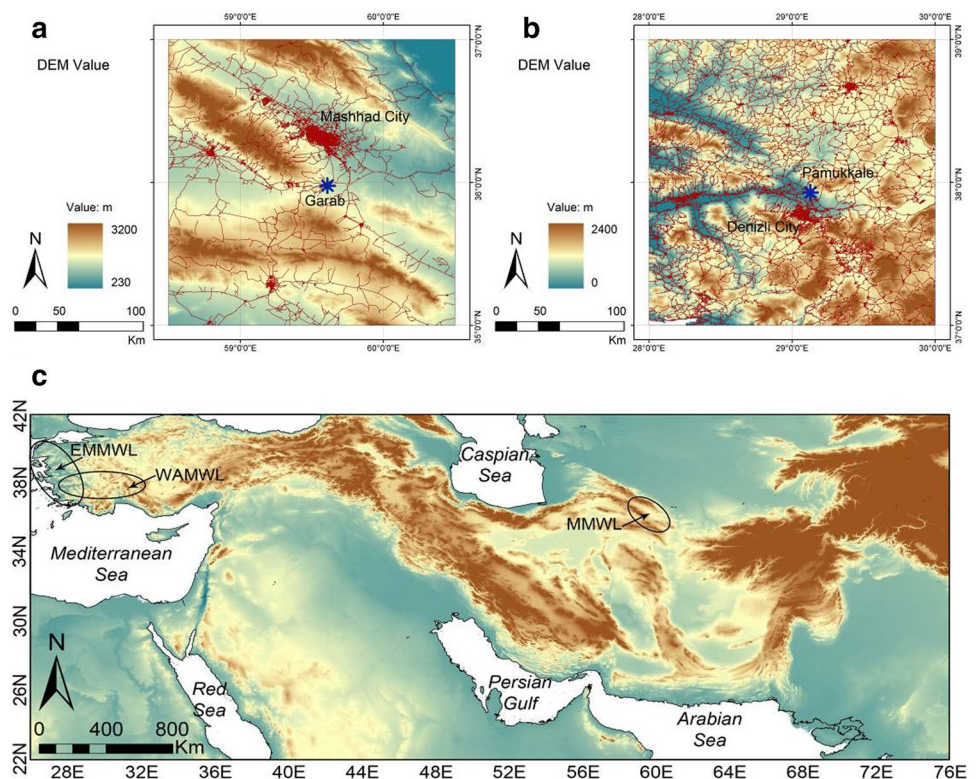 a
59°0'0"E
60°0'0"E
DEM Value
37°0'0"N
Mashhad City
36°0'0"N
Garab
Value: m
3200
230
N
0 50 100
Km
35°0'0"N
59°0'0"E
60°0'0"E
b
28°0'0"E
29°0'0"E
30°0'0"E
DEM Value
39°0'0"N
Pamukkale
38°0'0"N
Denizli City
Value: m
2400
0
N
0 50 100
Km
37°0'0"N
28°0'0"E
29°0'0"E
30°0'0"E
c
42N
38N
34N
30N
26N
22N
EMMWL
WAMWL
Caspian
Sea
MMWL
Mediterranean
Sea
Red
Sea
Persian
Gulf
Arabian
Sea
N
0 400 800
Km
28E 32E 36E 40E 44E 48E 52E 56E 60E 64E 68E 72E 76E